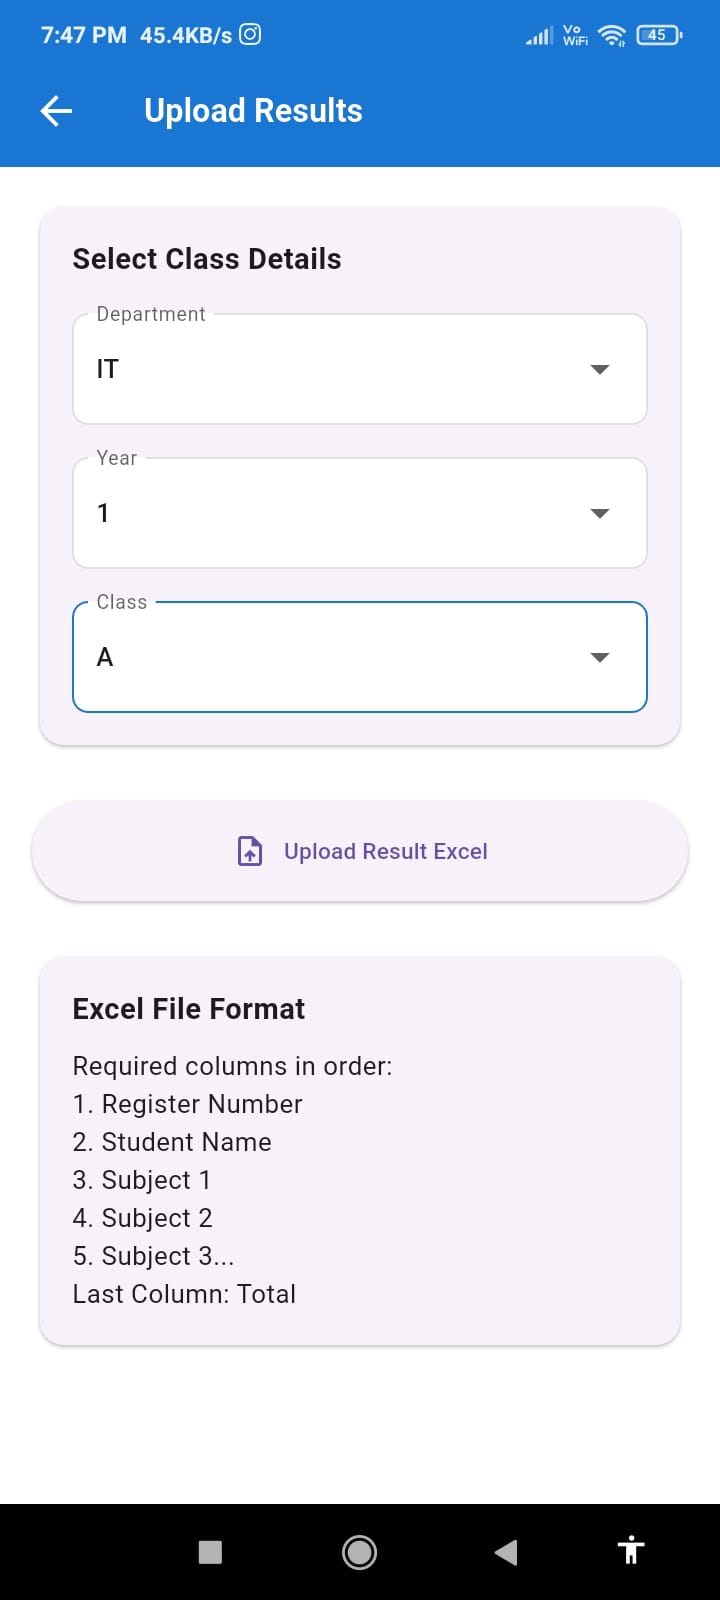 7:47 PM 45.4KB/s
Vo
WiFi
45
Upload Results
Select Class Details
Department
IT
Year
1
Class
A
Upload Result Excel
Excel File Format
Required columns in order:
1. Register Number
2. Student Name
3. Subject 1
4. Subject 2
5. Subject 3...
Last Column: Total